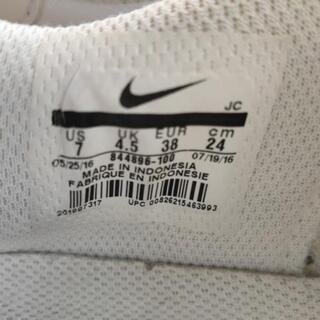 JC
US UK EUR cm
7 4.5 38 24
05/25/16 844896-100 07/19/16
MADE IN INDONESIA
FABRIQUE EN INDONESIE
UPC 00826215463993